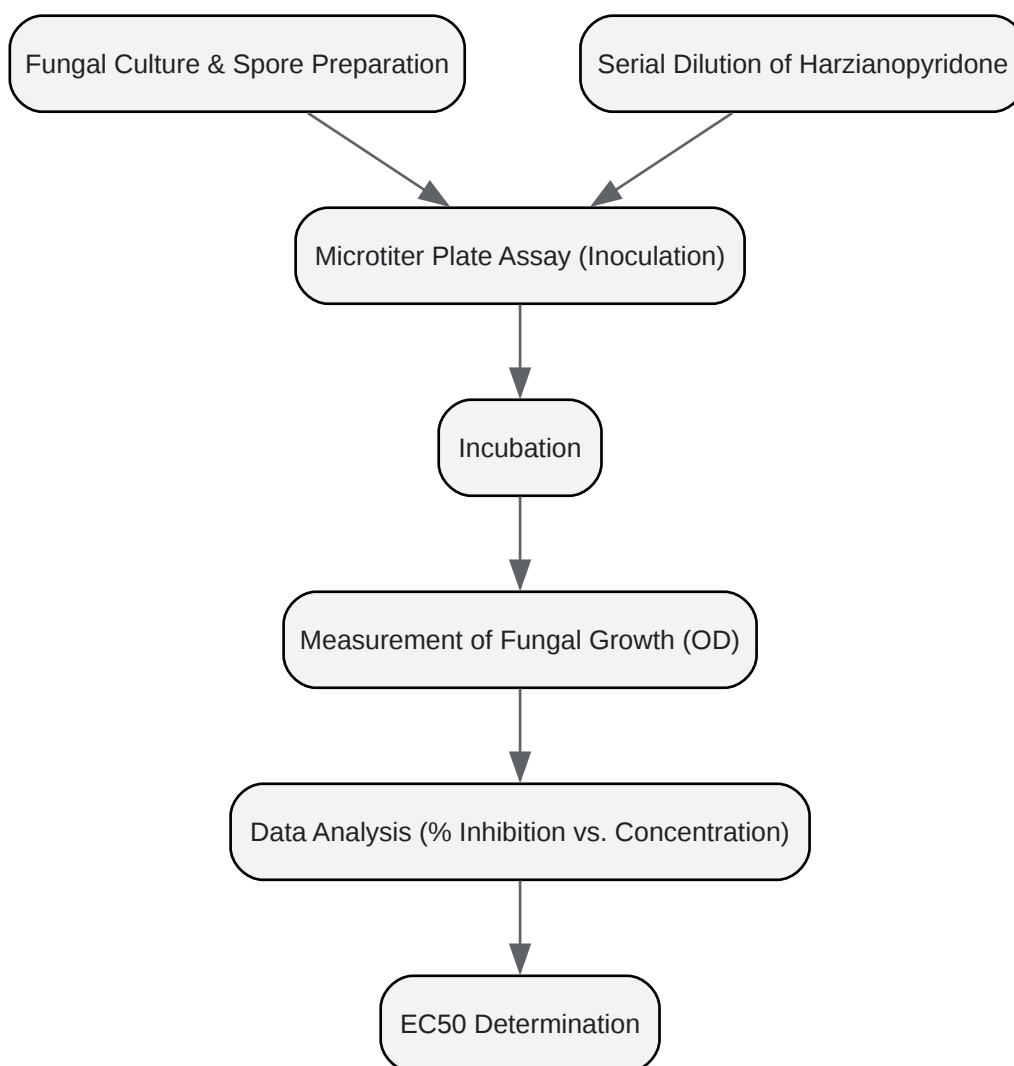 Fungal Culture & Spore Preparation
Serial Dilution of Harzianopyridone
Microtiter Plate Assay (Inoculation)
Incubation
Measurement of Fungal Growth (OD)
Data Analysis (% Inhibition vs. Concentration)
EC50 Determination